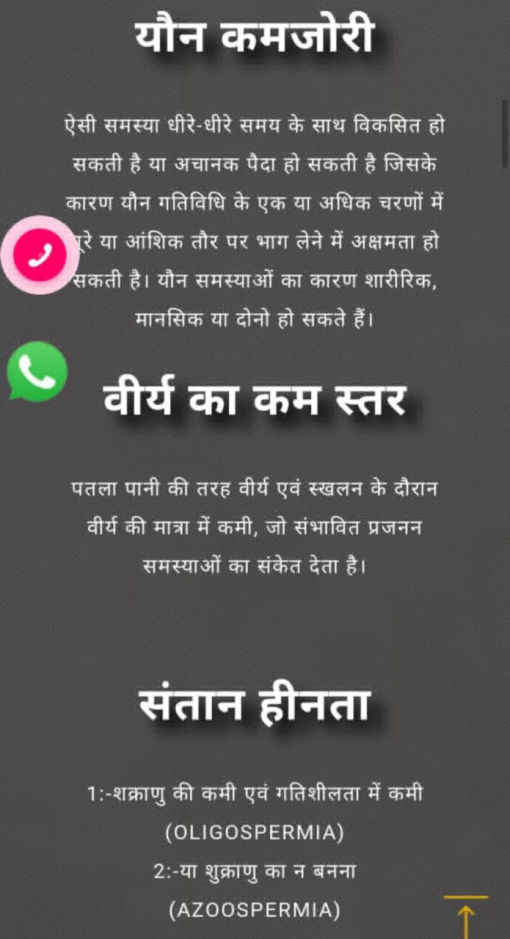 यौन कमजोरी
ऐसी समस्या धीरे-धीरे समय के साथ विकसित हो
सकती है या अचानक पैदा हो सकती है जिसके
कारण यौन गतिविधि के एक या अधिक चरणों में
या आंशिक तौर पर भाग लेने में अक्षमता हो
सकती है। यौन समस्याओं का कारण शारीरिक,
मानसिक या दोनो हो सकते हैं।
वीर्य का कम स्तर
पतला पानी की तरह वीर्य एवं स्खलन के दौरान
वीर्य की मात्रा में कमी, जो संभावित प्रजनन
समस्याओं का संकेत देता है।
संतान हीनता
1:-शक्राणु की कमी एवं गतिशीलता में कमी
(OLIGOSPERMIA)
2:-या शुक्राणु का न बनना
(AZOOSPERMIA)